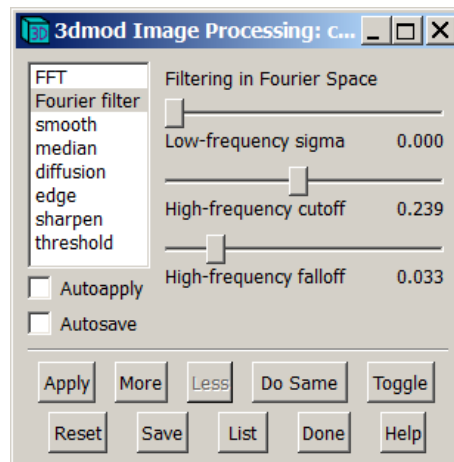 3D 3dmod Image Processing: c...
FFT
Fourier filter
smooth
median
diffusion
edge
sharpen
threshold
Autoapply
Autosave
Filtering in Fourier Space
Low-frequency sigma 0.000
High-frequency cutoff 0.239
High-frequency falloff 0.033
Apply More Less Do Same Toggle
Reset Save List Done Help